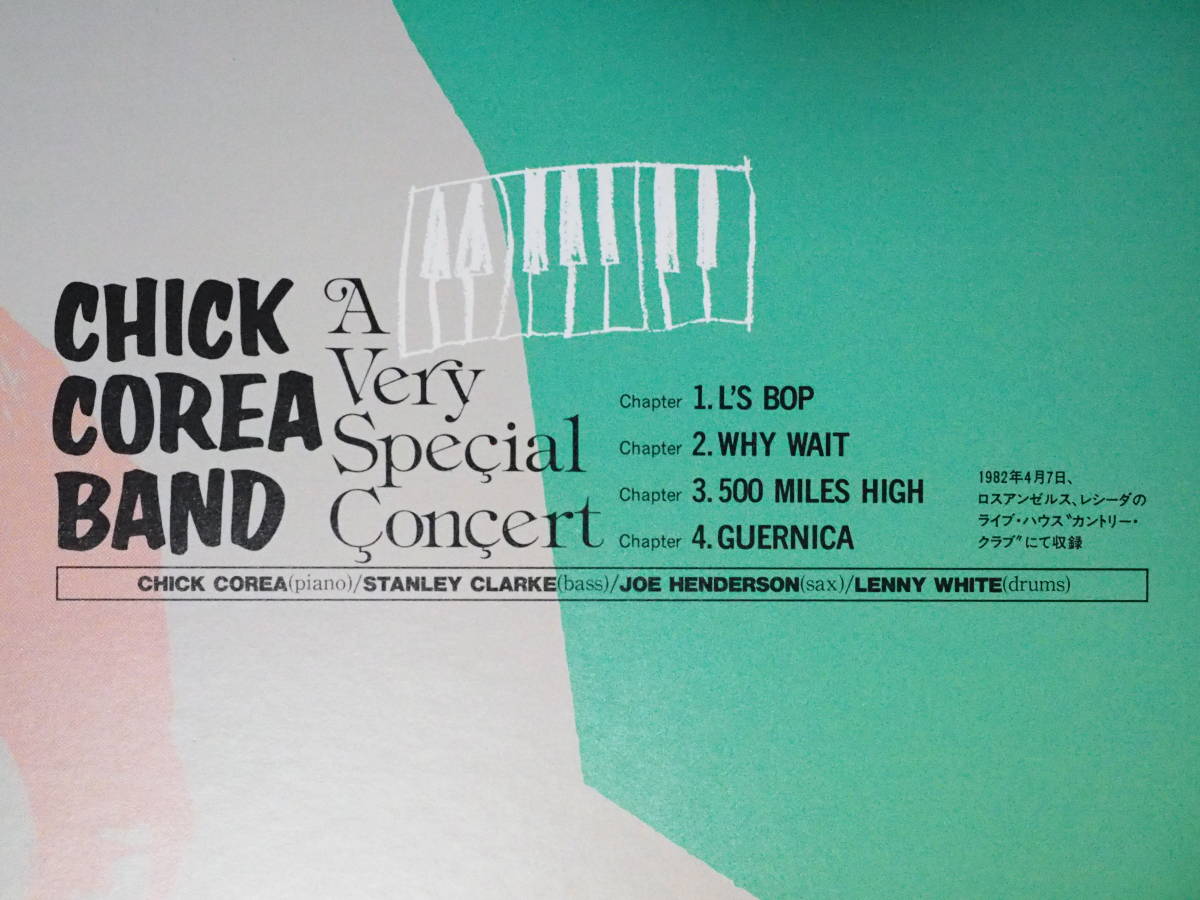 CHICK
COREA
BAND
A
Very
Speçial
Çonçert
Chapter 1. L'S BOP
Chapter 2. WHY WAIT
Chapter 3. 500 MILES HIGH
Chapter 4. GUERNICA
1982年4月7日、
ロスアンゼルス、レシーダの
ライブ・ハウス〝カントリー・
クラブ〟にて収録
CHICK COREA(piano)/STANLEY CLARKE(bass)/JOE HENDERSON(sax)/LENNY WHITE(drums)